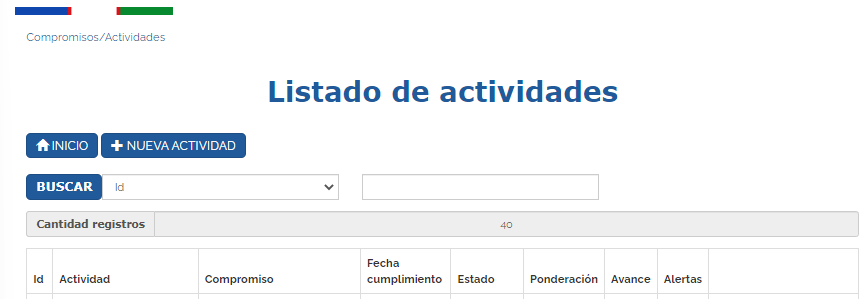 Compromisos/Actividades
Listado de actividades
INICIO NUEVA ACTIVIDAD
BUSCAR Id
Cantidad registros 40
Id Actividad Compromiso Fecha cumplimiento Estado Ponderación Avance Alertas